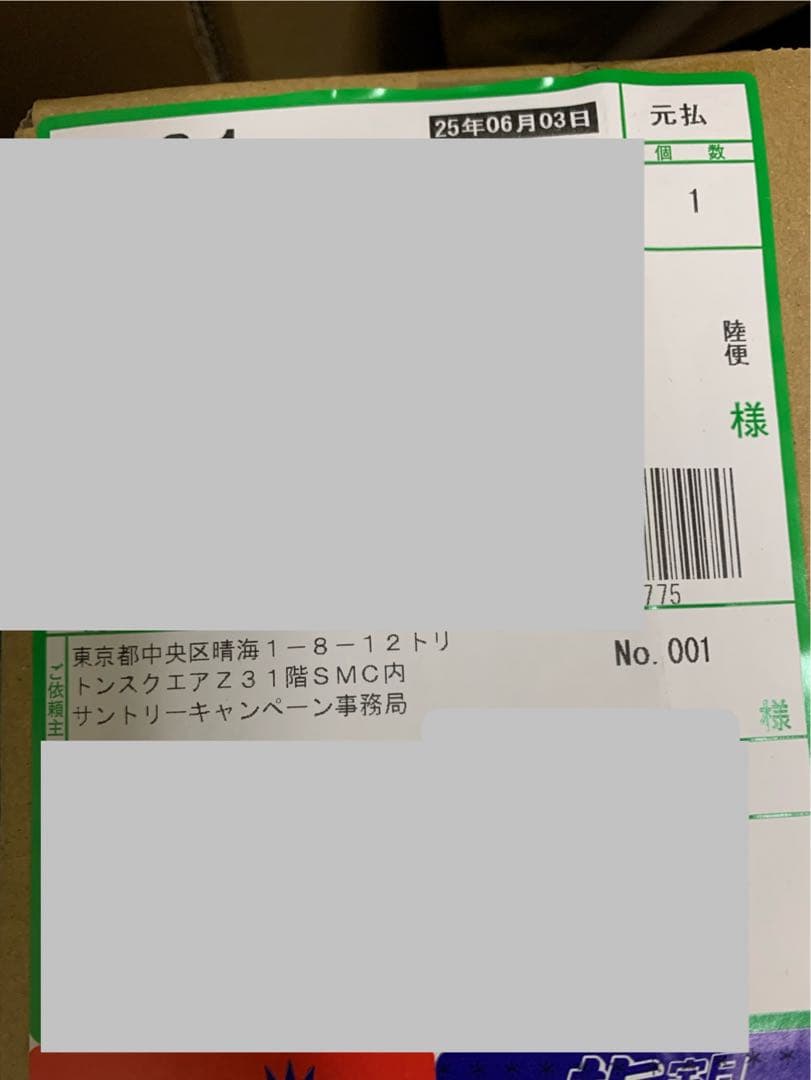 25年06月03日
元払
個 数
1
陸便
様
775
ご依頼主
東京都中央区晴海1-8-12トリ
トンスクエアZ31階SMC内
サントリーキャンペーン事務局
No.001
様